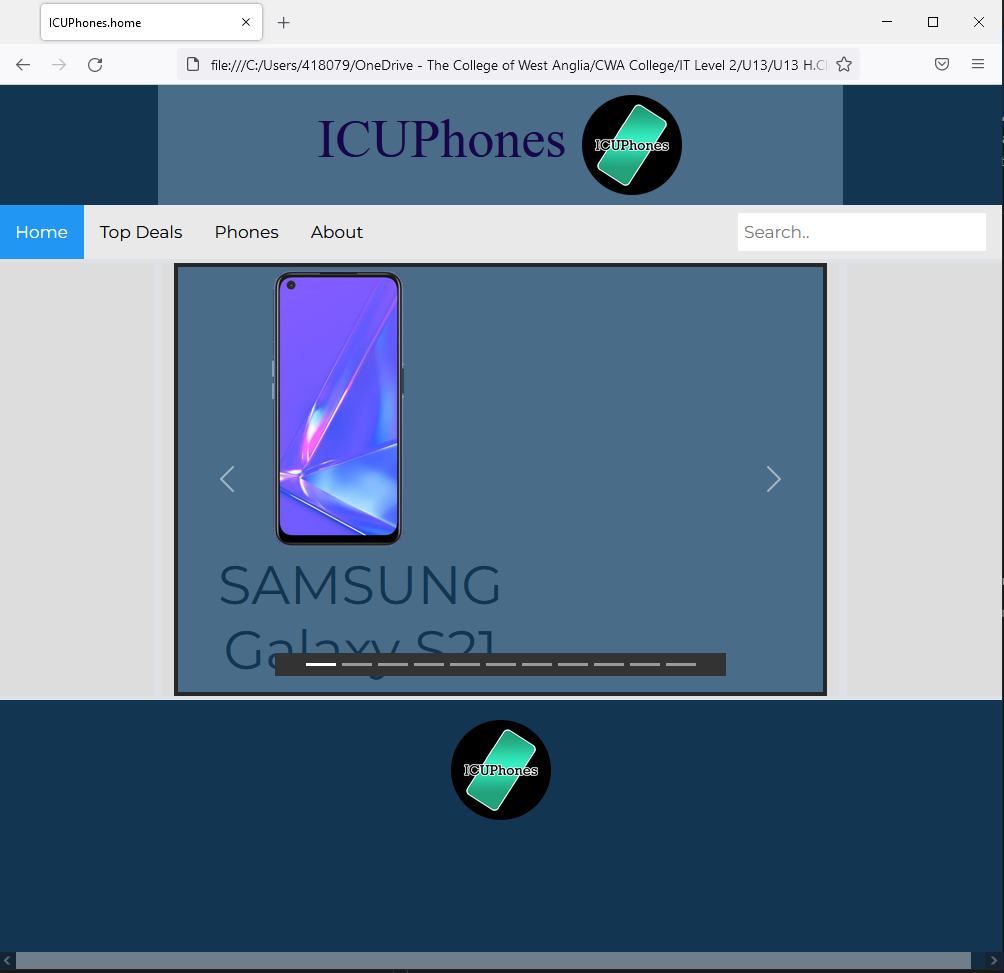 ICUPhones.home
file:///C:/Users/418079/OneDrive - The College of West Anglia/CWA College/IT Level 2/U13/U13 H.Cl
ICUPhones
ICUPhones
Home Top Deals Phones About Search..
SAMSUNG
Galaxy S21
ICUPhones